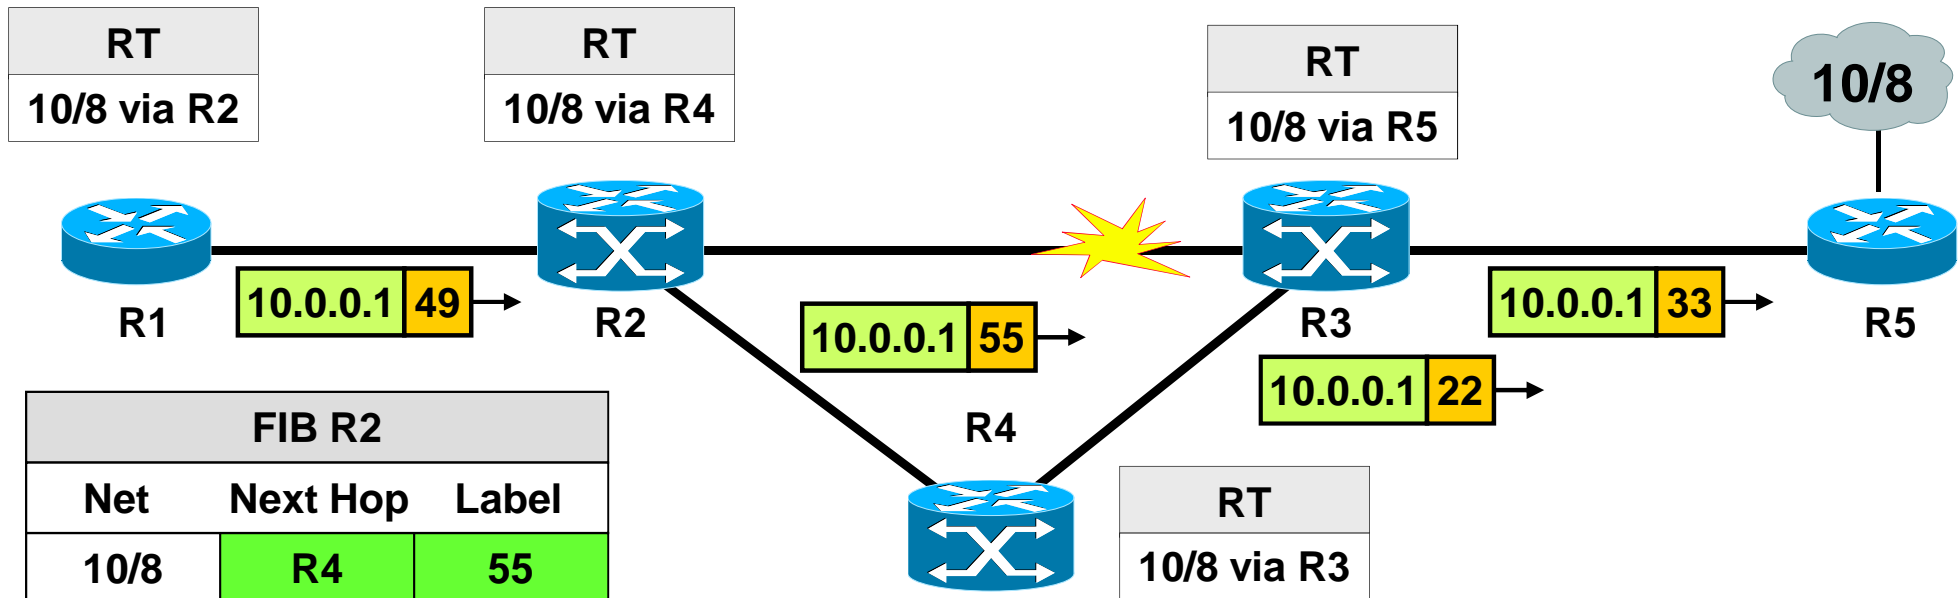 RT
10/8 via R2
RT
10/8 via R4
RT
10/8 via R5
10/8
R1
10.0.0.1 49
R2
10.0.0.1 55
R3
10.0.0.1 33
R5
10.0.0.1 22
R4
FIB R2
Net Next Hop Label
10/8 R4 55
RT
10/8 via R3